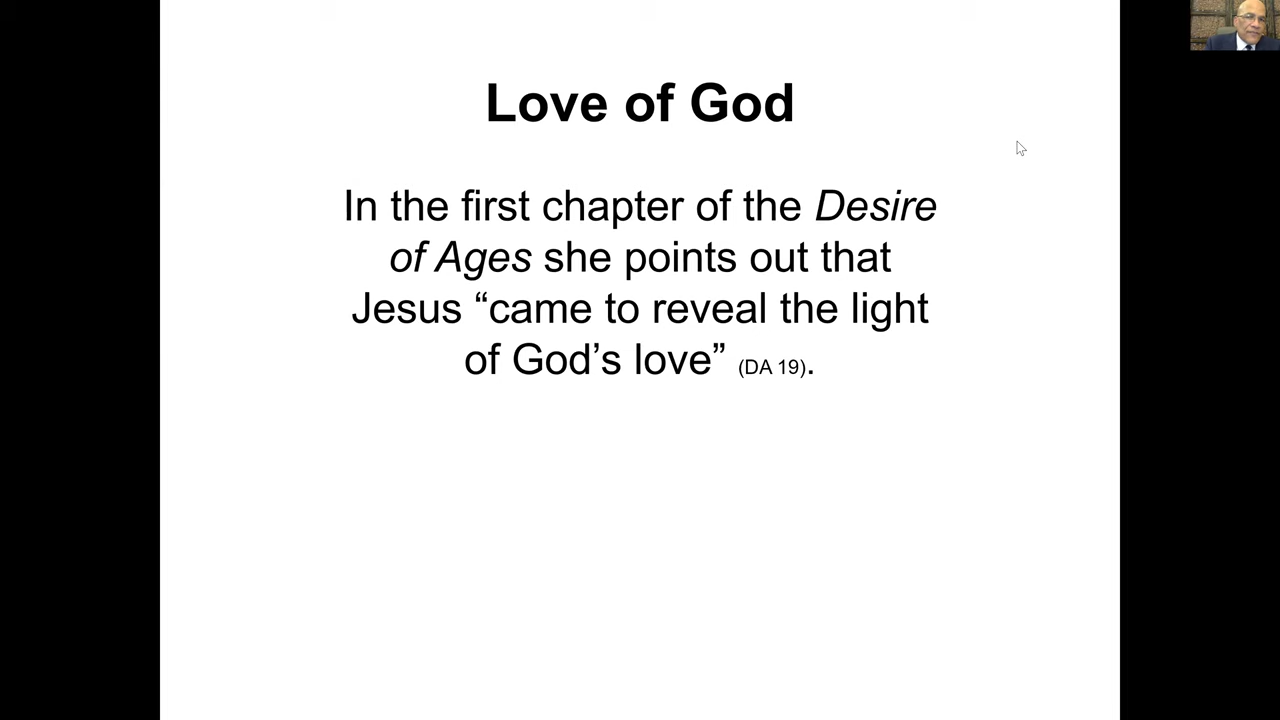 Love of God
In the first chapter of the Desire
of Ages she points out that
Jesus “came to reveal the light
of God’s love” (DA 19).